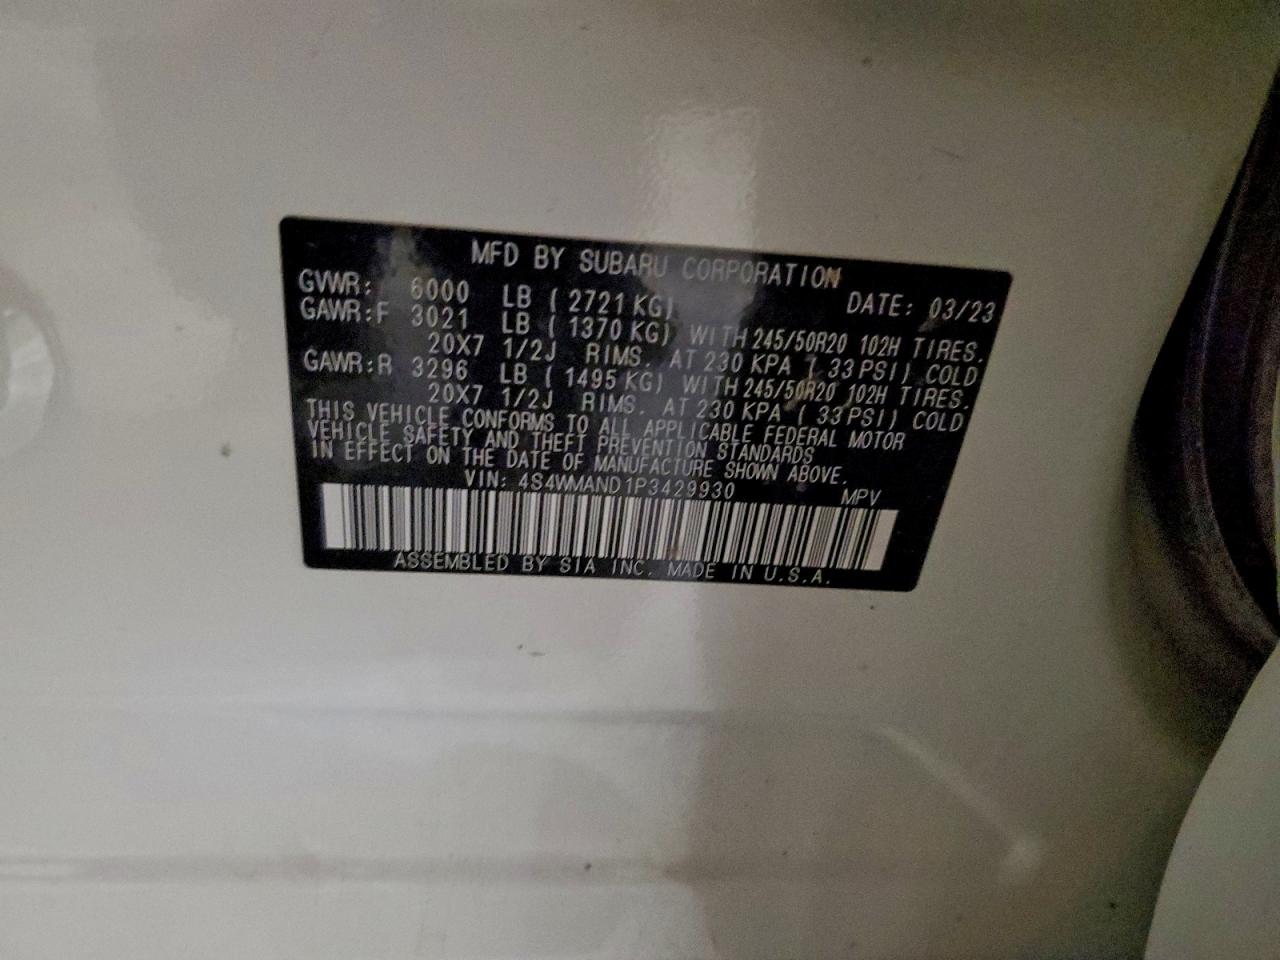 MFD BY SUBARU CORPORATION
GVWR: 6000 LB ( 2721 KG) DATE: 03/23
GAWR:F 3021 LB ( 1370 KG) WITH 245/50R20 102H TIRES.
20X7 1/2J RIMS. AT 230 KPA ( 33 PSI) COLD
GAWR:R 3296 LB ( 1495 KG) WITH 245/50R20 102H TIRES.
20X7 1/2J RIMS. AT 230 KPA ( 33 PSI) COLD
THIS VEHICLE CONFORMS TO ALL APPLICABLE FEDERAL MOTOR
VEHICLE SAFETY AND THEFT PREVENTION STANDARDS
IN EFFECT ON THE DATE OF MANUFACTURE SHOWN ABOVE.
VIN: 4S4WMAND1P3429930 MPV
ASSEMBLED BY SIA INC. MADE IN U.S.A.